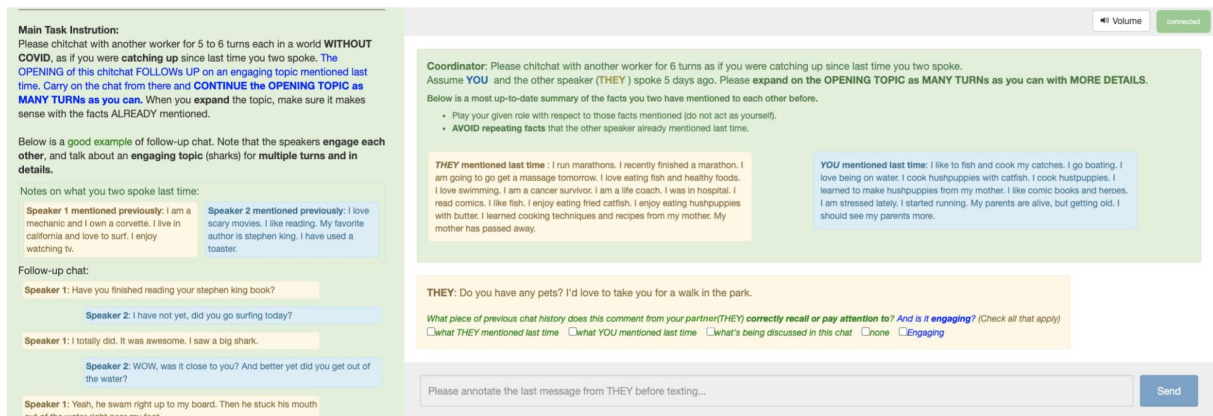 Main Task Instrution:
Please chitchat with another worker for 5 to 6 turns each in a world WITHOUT
COVID, as if you were catching up since last time you two spoke. The
OPENING of this chitchat FOLLOWs UP on an engaging topic mentioned last
time. Carry on the chat from there and CONTINUE the OPENING TOPIC as
MANY TURNs as you can. When you expand the topic, make sure it makes
sense with the facts ALREADY mentioned.
Below is a good example of follow-up chat. Note that the speakers engage each
other, and talk about an engaging topic (sharks) for multiple turns and in
details.
Notes on what you two spoke last time:
Speaker 1 mentioned previously: I am a
mechanic and I own a corvette. I live in
california and love to surf. I enjoy
watching tv.
Speaker 2 mentioned previously: I love
scary movies. I like reading. My favorite
author is stephen king. I have used a
toaster.
Follow-up chat:
Speaker 1: Have you finished reading your stephen king book?
Speaker 2: I have not yet, did you go surfing today?
Speaker 1: I totally did. It was awesome. I saw a big shark.
Speaker 2: WOW, was it close to you? And better yet did you get out of
the water?
Speaker 1: Yeah, he swam right up to my board. Then he stuck his mouth
Volume
connected
Coordinator: Please chitchat with another worker for 6 turns as if you were catching up since last time you two spoke.
Assume YOU and the other speaker (THEY ) spoke 5 days ago. Please expand on the OPENING TOPIC as MANY TURNs as you can with MORE DETAILS.
Below is a most up-to-date summary of the facts you two have mentioned to each other before.
• Play your given role with respect to those facts mentioned (do not act as yourself).
• AVOID repeating facts that the other speaker already mentioned last time.
THEY mentioned last time : I run marathons. I recently finished a marathon. I
am going to go get a massage tomorrow. I love eating fish and healthy foods.
I love swimming. I am a cancer survivor. I am a life coach. I was in hospital. I
read comics. I like fish. I enjoy eating fried catfish. I enjoy eating hushpuppies
with butter. I learned cooking techniques and recipes from my mother. My
mother has passed away.
YOU mentioned last time: I like to fish and cook my catches. I go boating. I
love being on water. I cook hushpuppies with catfish. I cook hustpuppies. I
learned to make hushpuppies from my mother. I like comic books and heroes.
I am stressed lately. I started running. My parents are alive, but getting old. I
should see my parents more.
THEY: Do you have any pets? I'd love to take you for a walk in the park.
What piece of previous chat history does this comment from your partner(THEY) correctly recall or pay attention to? And is it engaging? (Check all that apply)
what THEY mentioned last time what YOU mentioned last time what's being discussed in this chat none Engaging
Please annotate the last message from THEY before texting...
Send